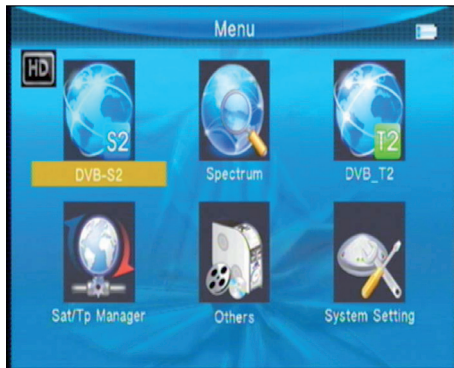 Menu
HD
S2
T2
DVB-S2
Spectrum
DVB_T2
Sat/Tp Manager
Others
System Setting